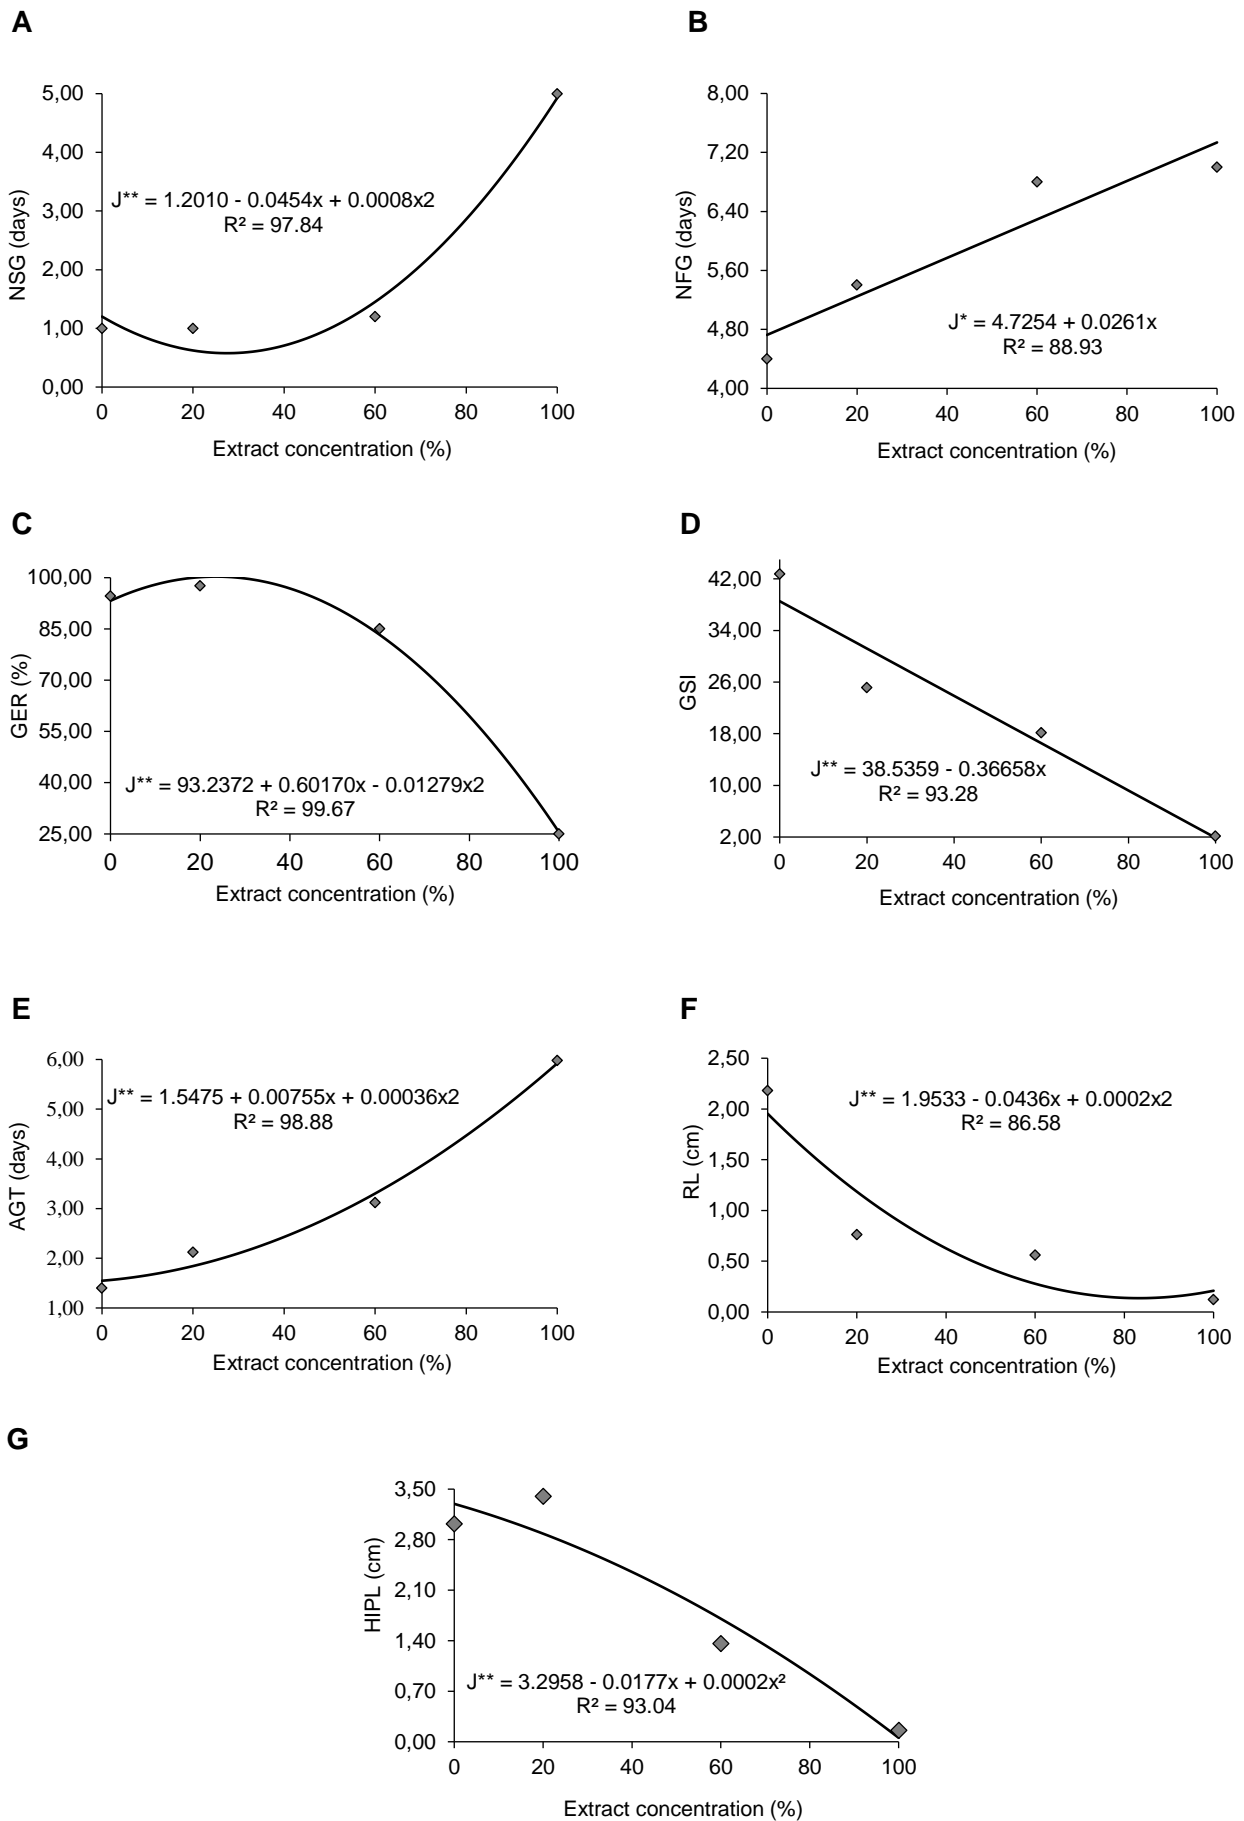 A
5,00
4,00
3,00
2,00
1,00
0,00
NSG (days)
J** = 1.2010 - 0.0454x + 0.0008x2
R² = 97.84
0 20 40 60 80 100
Extract concentration (%)
B
8,00
7,20
6,40
5,60
4,80
4,00
NFG (days)
J* = 4.7254 + 0.0261x
R² = 88.93
0 20 40 60 80 100
Extract concentration (%)
C
100,00
85,00
70,00
55,00
40,00
25,00
GER (%)
J** = 93.2372 + 0.60170x - 0.01279x2
R² = 99.67
0 20 40 60 80 100
Extract concentration (%)
D
42,00
34,00
26,00
18,00
10,00
2,00
GSI
J** = 38.5359 - 0.36658x
R² = 93.28
0 20 40 60 80 100
Extract concentration (%)
E
6,00
5,00
4,00
3,00
2,00
1,00
AGT (days)
J** = 1.5475 + 0.00755x + 0.00036x2
R² = 98.88
0 20 40 60 80 100
Extract concentration (%)
F
2,50
2,00
1,50
1,00
0,50
0,00
RL (cm)
J** = 1.9533 - 0.0436x + 0.0002x2
R² = 86.58
0 20 40 60 80 100
Extract concentration (%)
G
3,50
2,80
2,10
1,40
0,70
0,00
HIPL (cm)
J** = 3.2958 - 0.0177x + 0.0002x²
R² = 93.04
0 20 40 60 80 100
Extract concentration (%)